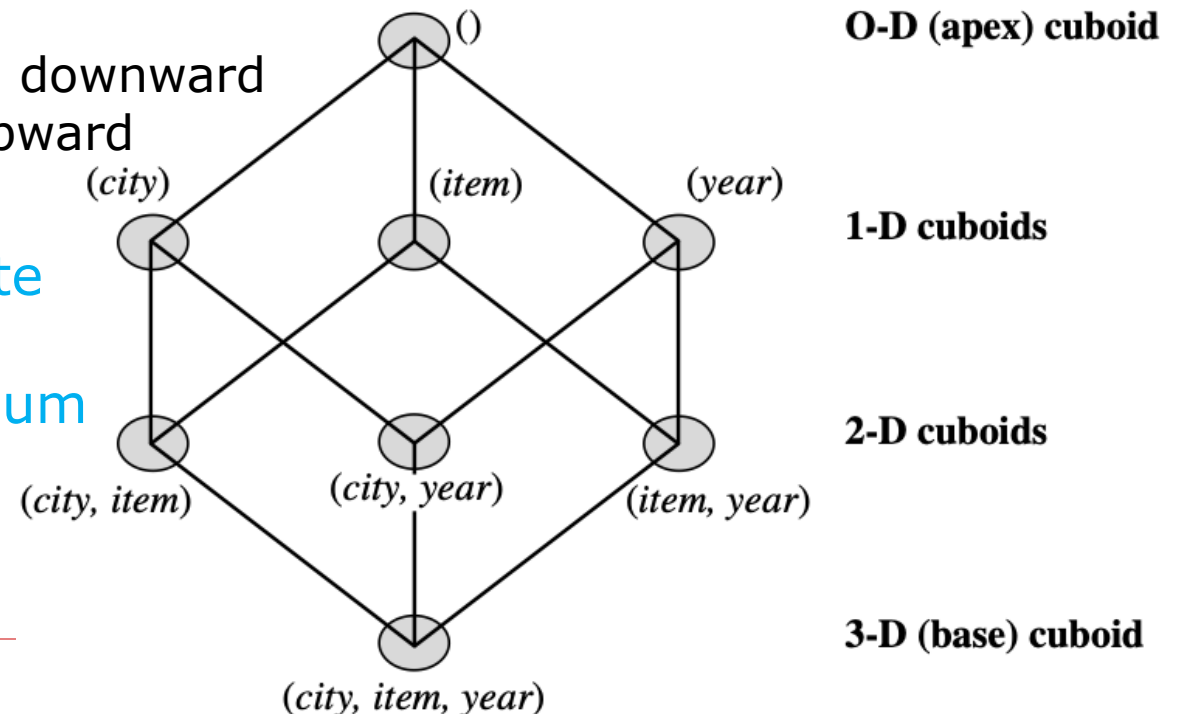 () O-D (apex) cuboid
downward
(city) (item) (year)
1-D cuboids
2-D cuboids
(city, item) (city, year) (item, year)
3-D (base) cuboid
(city, item, year)